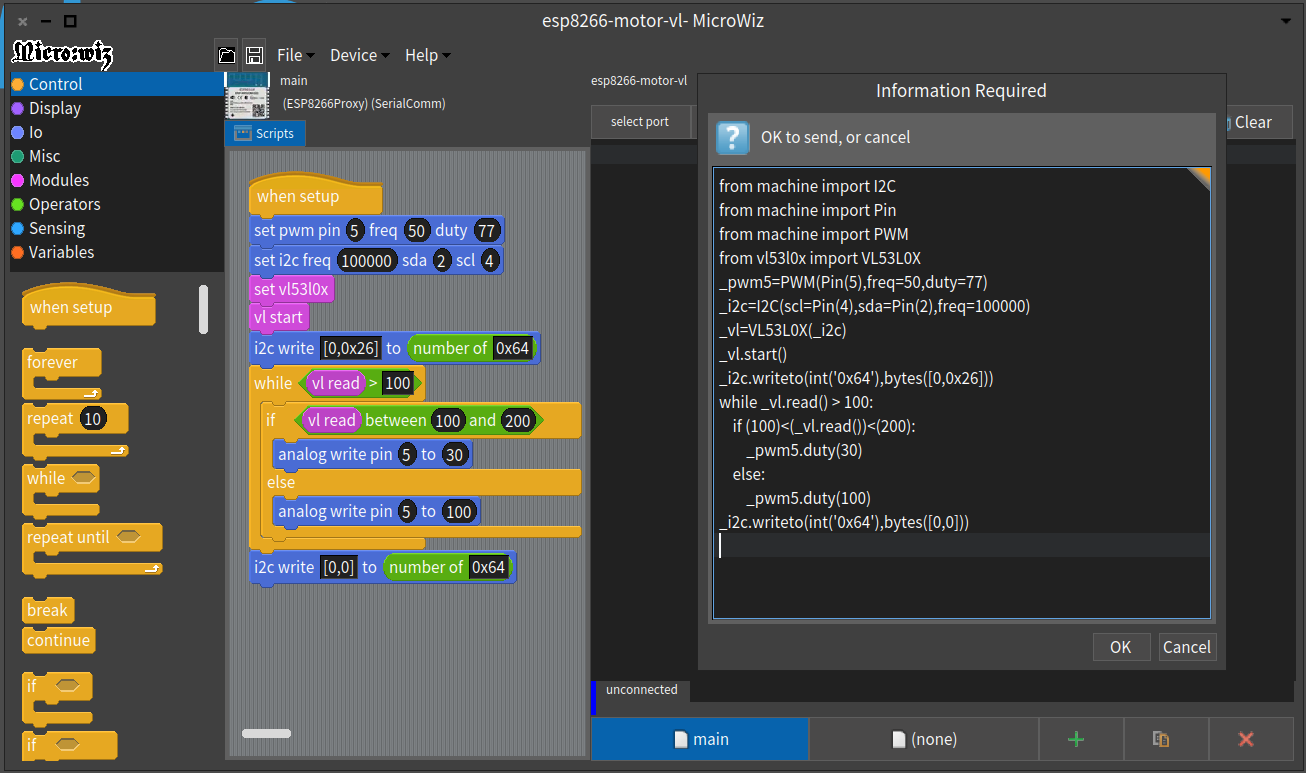 esp8266-motor-vl- MicroWiz
Micro:wiz
File Device Help
Control
Display
Io
Misc
Modules
Operators
Sensing
Variables
when setup
forever
repeat 10
while
repeat until
break
continue
if
if
main
(ESP8266Proxy) (SerialComm)
Scripts
when setup
set pwm pin 5 freq 50 duty 77
set i2c freq 100000 sda 2 scl 4
set vl53l0x
vl start
i2c write [0,0x26] to number of 0x64
while vl read > 100
if vl read between 100 and 200
analog write pin 5 to 30
else
analog write pin 5 to 100
i2c write [0,0] to number of 0x64
esp8266-motor-vl
select port
Clear
Information Required
OK to send, or cancel
from machine import I2C
from machine import Pin
from machine import PWM
from vl53l0x import VL53L0X
_pwm5=PWM(Pin(5),freq=50,duty=77)
_i2c=I2C(scl=Pin(4),sda=Pin(2),freq=100000)
_vl=VL53L0X(_i2c)
_vl.start()
_i2c.writeto(int('0x64'),bytes([0,0x26]))
while _vl.read() > 100:
if (100)<(_vl.read())<(200):
_pwm5.duty(30)
else:
_pwm5.duty(100)
_i2c.writeto(int('0x64'),bytes([0,0]))
OK Cancel
unconnected
main (none)